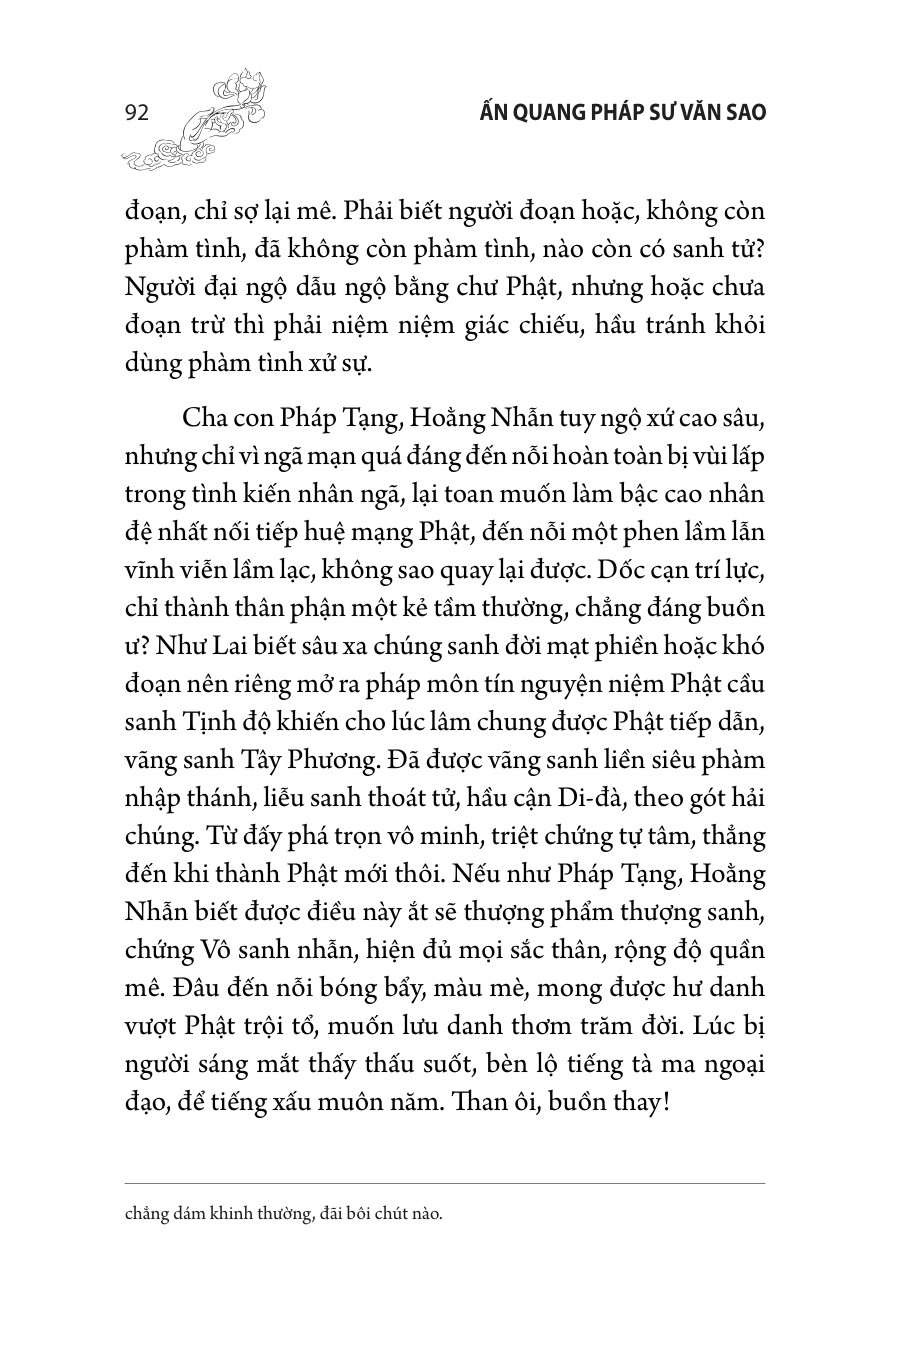 92
ẤN QUANG PHÁP SƯ VĂN SAO
đoạn, chỉ sợ lại mê. Phải biết người đoạn hoặc, không còn
phàm tình, đã không còn phàm tình, nào còn có sanh tử?
Người đại ngộ dẫu ngộ bằng chư Phật, nhưng hoặc chưa
đoạn trừ thì phải niệm niệm giác chiếu, hầu tránh khỏi
dùng phàm tình xử sự.
Cha con Pháp Tạng, Hoằng Nhẫn tuy ngộ xứ cao sâu,
nhưng chỉ vì ngã mạn quá đáng đến nỗi hoàn toàn bị vùi lấp
trong tình kiến nhân ngã, lại toan muốn làm bậc cao nhân
đệ nhất nối tiếp huệ mạng Phật, đến nỗi một phen lầm lẫn
vĩnh viễn lầm lạc, không sao quay lại được. Dốc cạn trí lực,
chỉ thành thân phận một kẻ tầm thường, chẳng đáng buồn
ư? Như Lai biết sâu xa chúng sanh đời mạt phiền hoặc khó
đoạn nên riêng mở ra pháp môn tín nguyện niệm Phật cầu
sanh Tịnh độ khiến cho lúc lâm chung được Phật tiếp dẫn,
vãng sanh Tây Phương. Đã được vãng sanh liền siêu phàm
nhập thánh, liễu sanh thoát tử, hầu cận Di-đà, theo gót hải
chúng. Từ đấy phá trọn vô minh, triệt chứng tự tâm, thẳng
đến khi thành Phật mới thôi. Nếu như Pháp Tạng, Hoằng
Nhẫn biết được điều này ắt sẽ thượng phẩm thượng sanh,
chứng Vô sanh nhẫn, hiện đủ mọi sắc thân, rộng độ quần
mê. Đâu đến nỗi bóng bẩy, màu mè, mong được hư danh
vượt Phật trội tổ, muốn lưu danh thơm trăm đời. Lúc bị
người sáng mắt thấy thấu suốt, bèn lộ tiếng tà ma ngoại
đạo, để tiếng xấu muôn năm. Than ôi, buồn thay!
chẳng dám khinh thường, đãi bôi chút nào.